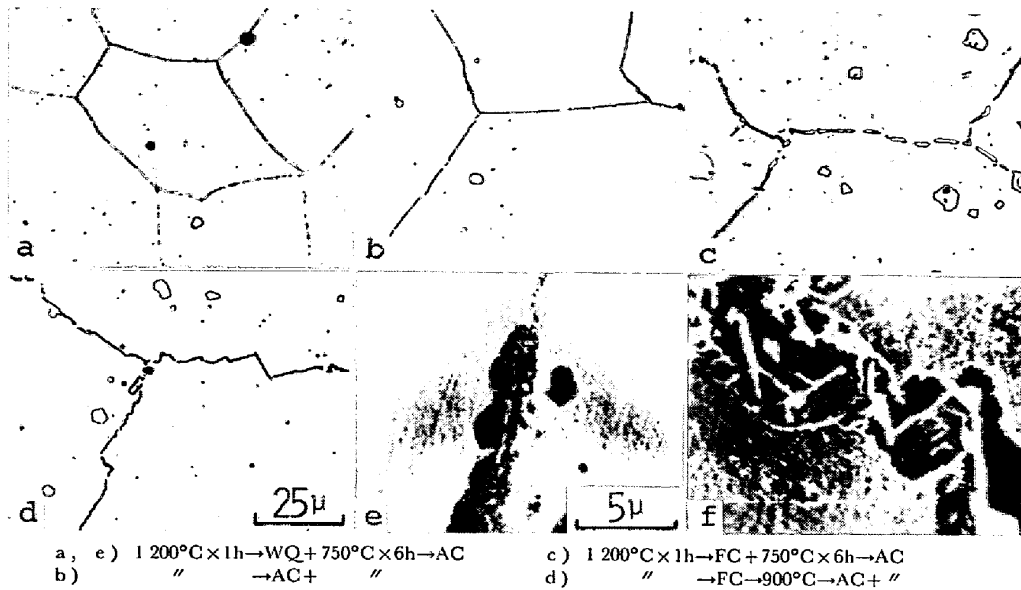 a
b
c
d
25μ
e
5μ
f
a, e) 1 200°C×1h→WQ+750°C×6h→AC
c) 1 200°C×1h→FC+750°C×6h→AC
b) 〃 →AC+ 〃
d) 〃 →FC→900°C→AC+ 〃